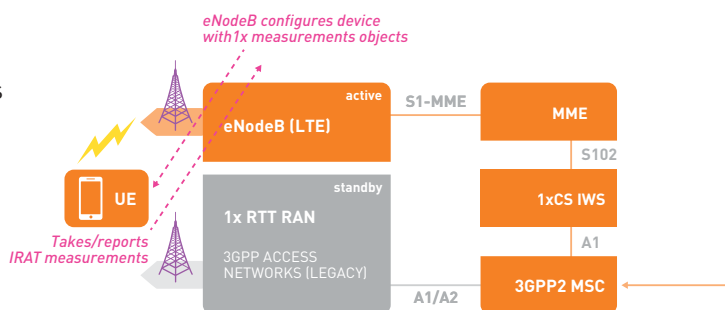 eNodeB configures device
with1x measurements objects
s
active
eNodeB (LTE)
S1-MME
MME
S102
UE
standby
1x RTT RAN
1xCS IWS
Takes/reports
IRAT measurements
3GPP ACCESS
NETWORKS (LEGACY)
A1
A1/A2
3GPP2 MSC